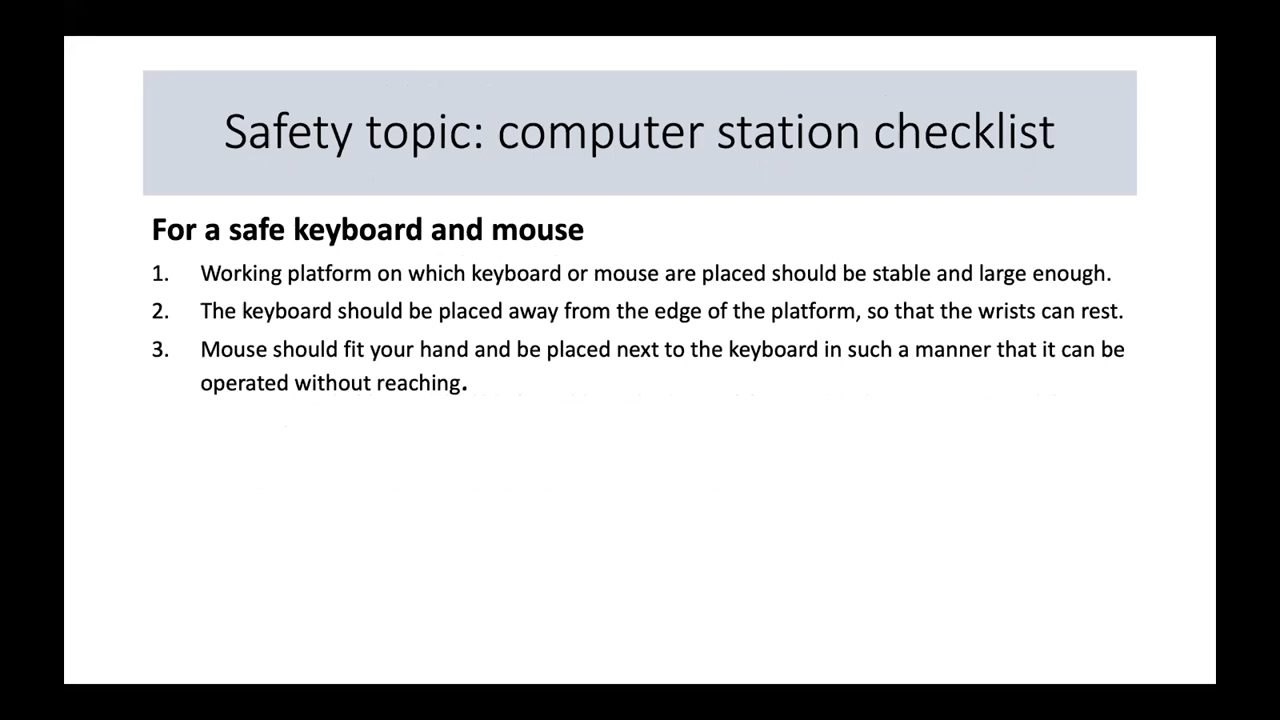 Safety topic: computer station checklist
For a safe keyboard and mouse
1. Working platform on which keyboard or mouse are placed should be stable and large enough.
2. The keyboard should be placed away from the edge of the platform, so that the wrists can rest.
3. Mouse should fit your hand and be placed next to the keyboard in such a manner that it can be
operated without reaching.